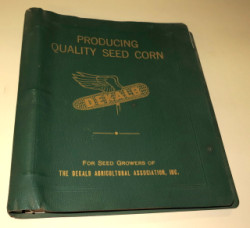 PRODUCING
QUALITY SEED CORN
DEKALB
FOR SEED GROWERS OF
THE DEKALB AGRICULTURAL ASSOCIATION, INC.